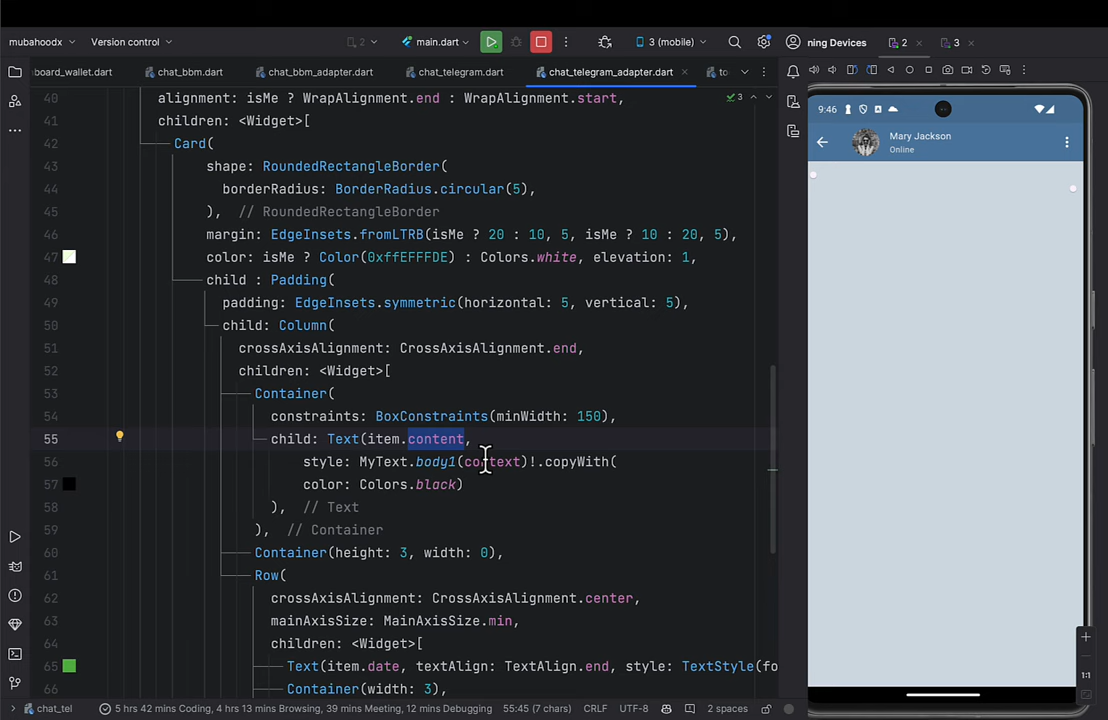 mubahoodx
Version control
2
main.dart
3 (mobile)
ning Devices
2
3
board_wallet.dart
chat_bbm.dart
chat_bbm_adapter.dart
chat_telegram.dart
chat_telegram_adapter.dart
to
3
40 alignment: isMe ? WrapAlignment.end : WrapAlignment.start,
41 children: <Widget>[
42 Card(
43 shape: RoundedRectangleBorder(
44 borderRadius: BorderRadius.circular(5),
45 ), // RoundedRectangleBorder
46 margin: EdgeInsets.fromLTRB(isMe ? 20 : 10, 5, isMe ? 10 : 20, 5),
47 color: isMe ? Color(0xffEFFFDE) : Colors.white, elevation: 1,
48 child : Padding(
49 padding: EdgeInsets.symmetric(horizontal: 5, vertical: 5),
50 child: Column(
51 crossAxisAlignment: CrossAxisAlignment.end,
52 children: <Widget>[
53 Container(
54 constraints: BoxConstraints(minWidth: 150),
55 child: Text(item.content,
56 style: MyText.body1(context)!.copyWith(
57 color: Colors.black)
58 ), // Text
59 ), // Container
60 Container(height: 3, width: 0),
61 Row(
62 crossAxisAlignment: CrossAxisAlignment.center,
63 mainAxisSize: MainAxisSize.min,
64 children: <Widget>[
65 Text(item.date, textAlign: TextAlign.end, style: TextStyle(fo
66 Container(width: 3),
9:46
Mary Jackson
Online
1:1
chat_tel
5 hrs 42 mins Coding, 4 hrs 13 mins Browsing, 39 mins Meeting, 12 mins Debugging
55:45 (7 chars)
CRLF
UTF-8
2 spaces